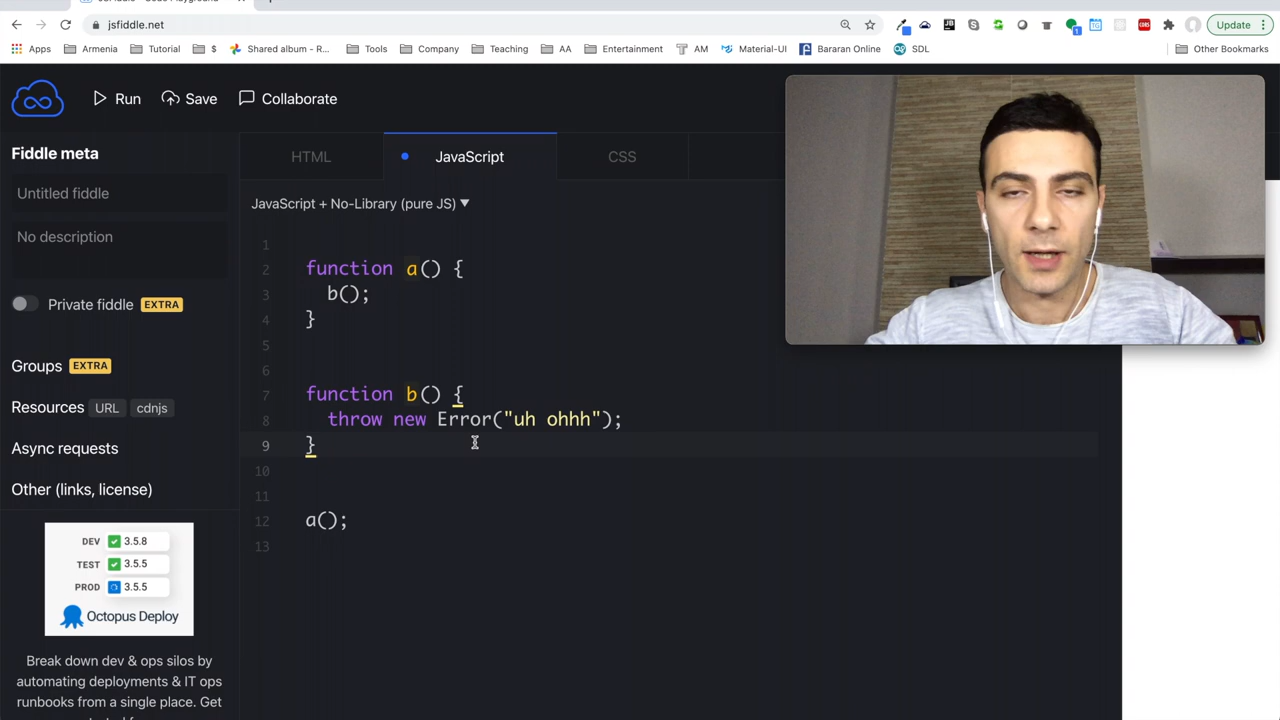 jsfiddle.net
Update
Apps Armenia Tutorial $ Shared album - R... Tools Company Teaching AA Entertainment AM Material-UI Bararan Online SDL Other Bookmarks
Run Save Collaborate
Fiddle meta
Untitled fiddle
No description
Private fiddle EXTRA
Groups EXTRA
Resources URL cdnjs
Async requests
Other (links, license)
DEV 3.5.8
TEST 3.5.5
PROD 3.5.5
Octopus Deploy
Break down dev & ops silos by
automating deployments & IT ops
runbooks from a single place. Get
HTML JavaScript CSS
JavaScript + No-Library (pure JS) ▼
1
2 function a() {
3 b();
4 }
5
6
7 function b() {
8 throw new Error("uh ohhh");
9 }
10
11
12 a();
13